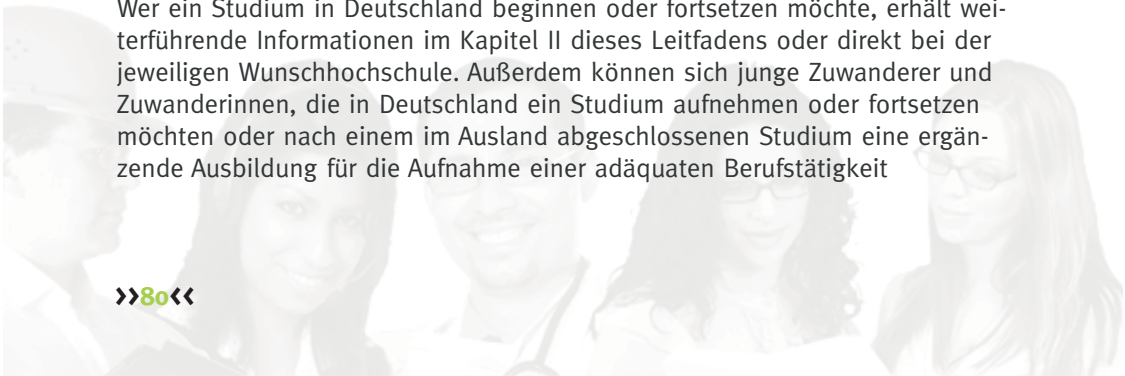 Wer ein Studium in Deutschland beginnen oder fortsetzen möchte, erhält wei-
terführende Informationen im Kapitel II dieses Leitfadens oder direkt bei der
jeweiligen Wunschhochschule. Außerdem können sich junge Zuwanderer und
Zuwanderinnen, die in Deutschland ein Studium aufnehmen oder fortsetzen
möchten oder nach einem im Ausland abgeschlossenen Studium eine ergän-
zende Ausbildung für die Aufnahme einer adäquaten Berufstätigkeit
>>80<<